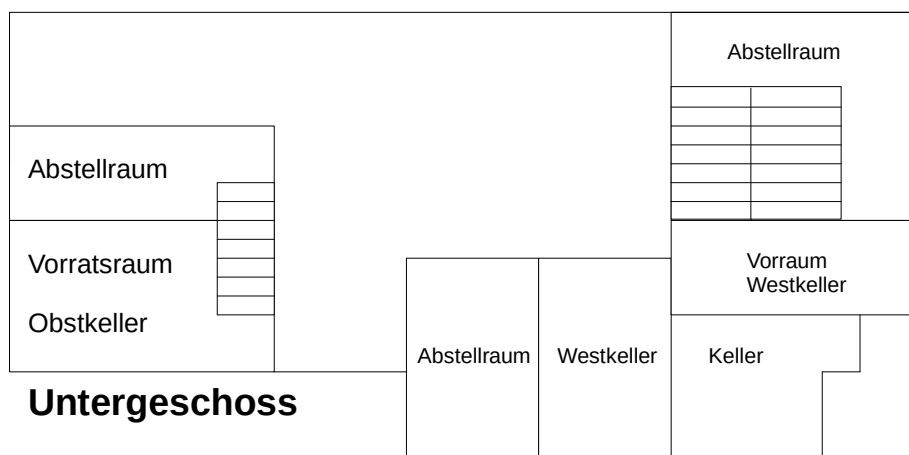 Abstellraum
Abstellraum
Vorratsraum
Obstkeller
Vorraum
Westkeller
Abstellraum
Westkeller
Keller
Untergeschoss